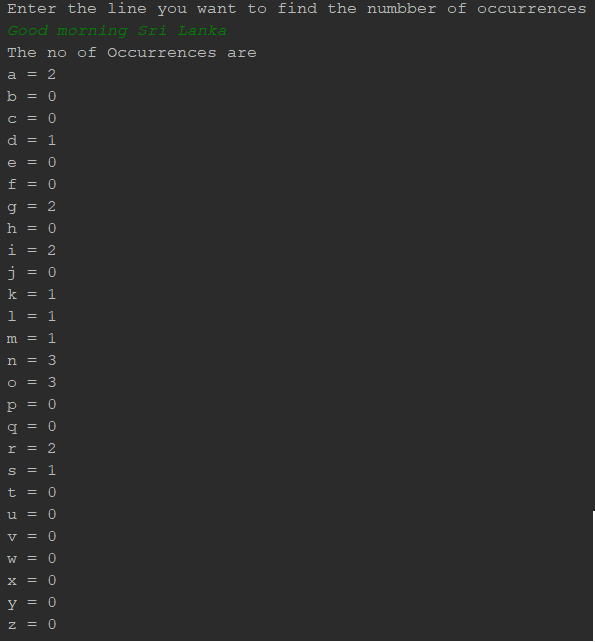 Enter the line you want to find the numbber of occurrences
Good morning Sri Lanka
The no of Occurrences are
a = 2
b = 0
c = 0
d = 1
e = 0
f = 0
g = 2
h = 0
i = 2
j = 0
k = 1
l = 1
m = 1
n = 3
o = 3
p = 0
q = 0
r = 2
s = 1
t = 0
u = 0
v = 0
w = 0
x = 0
y = 0
z = 0